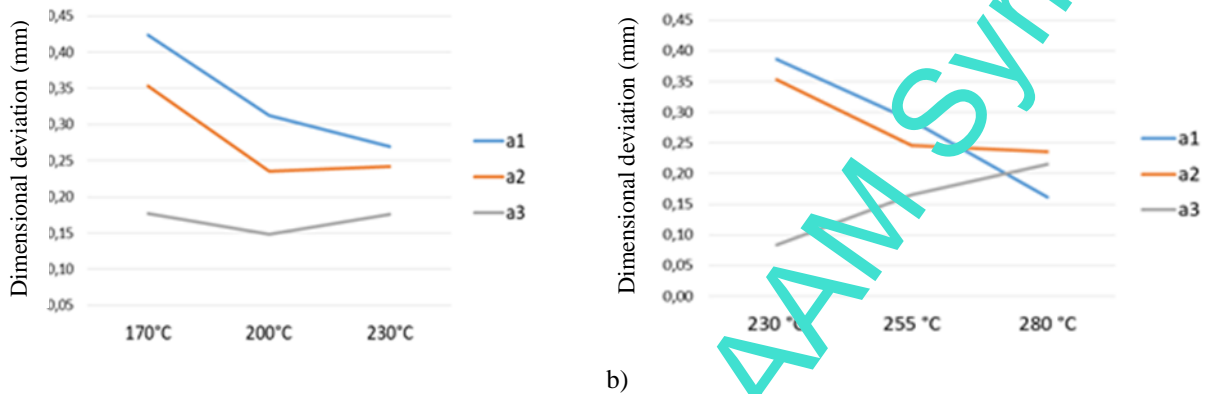 Dimensional deviation (mm)
0,45
0,40
0,35
0,30
0,25
0,20
0,15
0,10
0,05
170°C 200°C 230°C
a1
a2
a3
Dimensional deviation (mm)
0,45
0,40
0,35
0,30
0,25
0,20
0,15
0,10
0,05
0,00
230 °C 255 °C 280 °C
a1
a2
a3
b)
AAM Syn